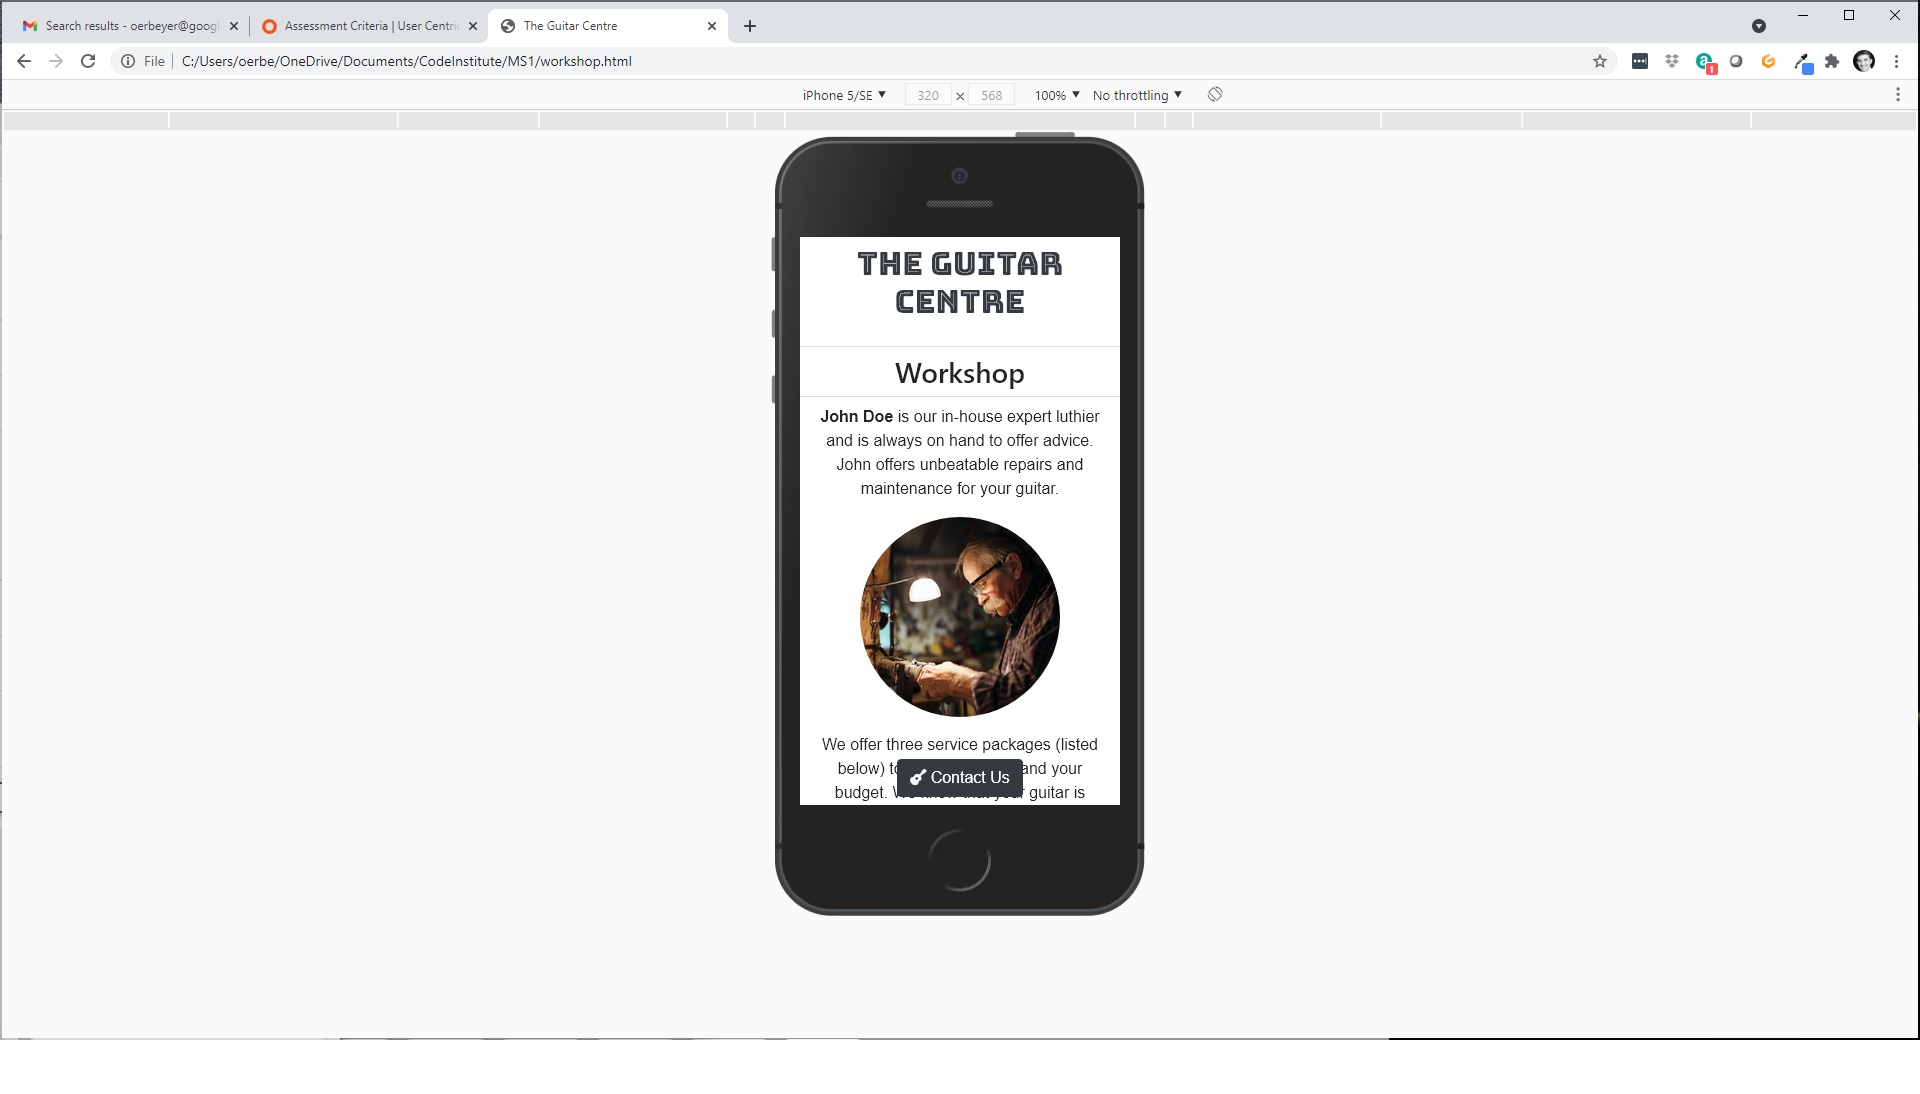 Search results - oerbeyer@googl
Assessment Criteria | User Centric
The Guitar Centre
File
C:/Users/oerbe/OneDrive/Documents/CodeInstitute/MS1/workshop.html
1
iPhone 5/SE
320 × 568
100%
No throttling
THE GUITAR
CENTRE
Workshop
John Doe is our in-house expert luthier
and is always on hand to offer advice.
John offers unbeatable repairs and
maintenance for your guitar.
We offer three service packages (listed
below) and your
Contact Us
budget. guitar is